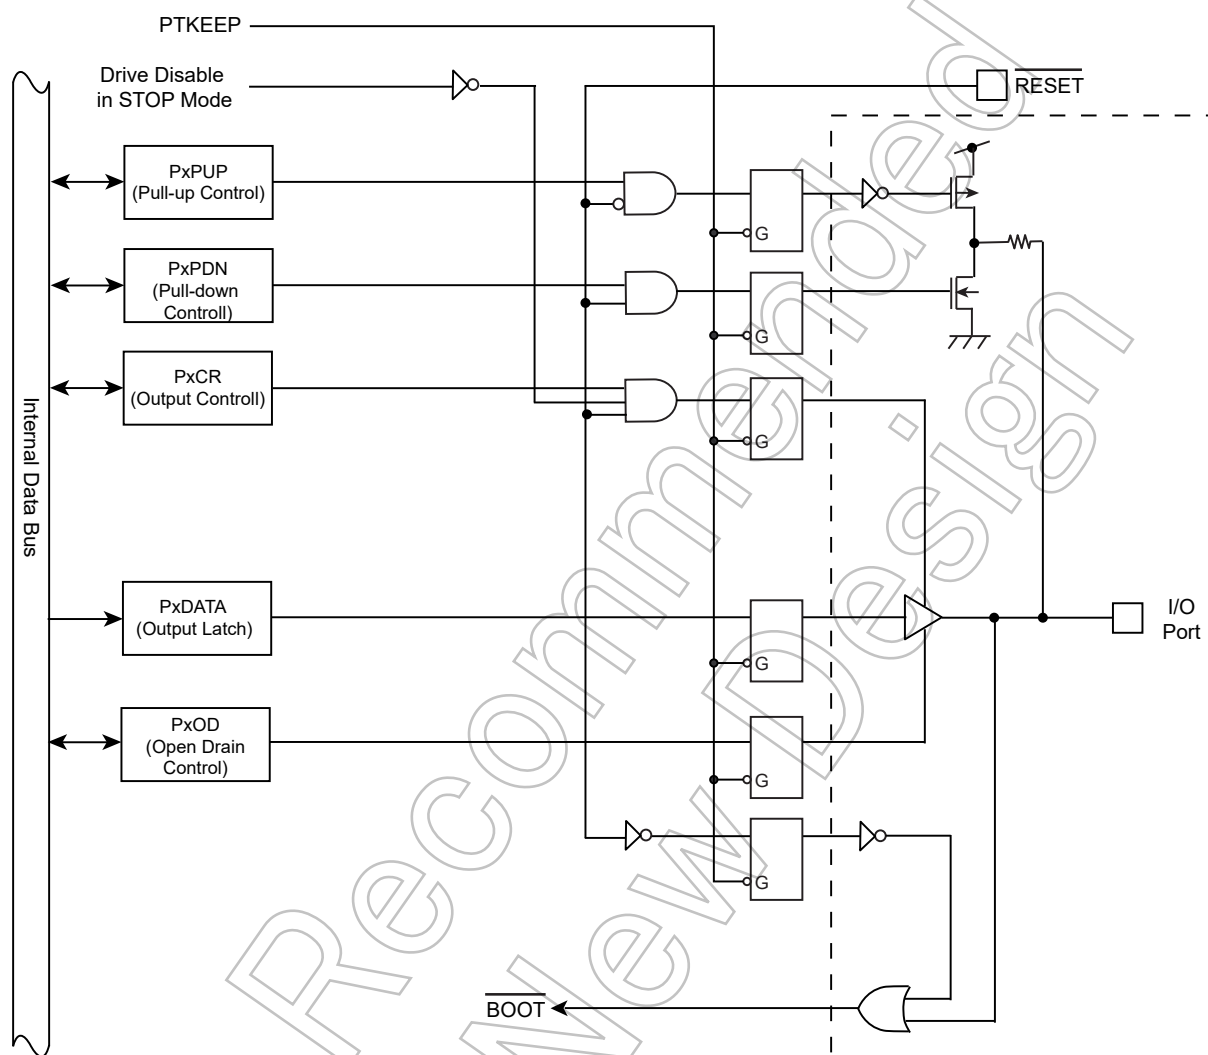 PTKEEP
Drive Disable
in STOP Mode
RESET
PxPUP
(Pull-up Control)
G
PxPDN
(Pull-down
Controll)
G
PxCR
(Output Controll)
G
Internal Data Bus
PxDATA
(Output Latch)
G
I/O
Port
PxOD
(Open Drain
Control)
G
G
BOOT
Recommended
New Design